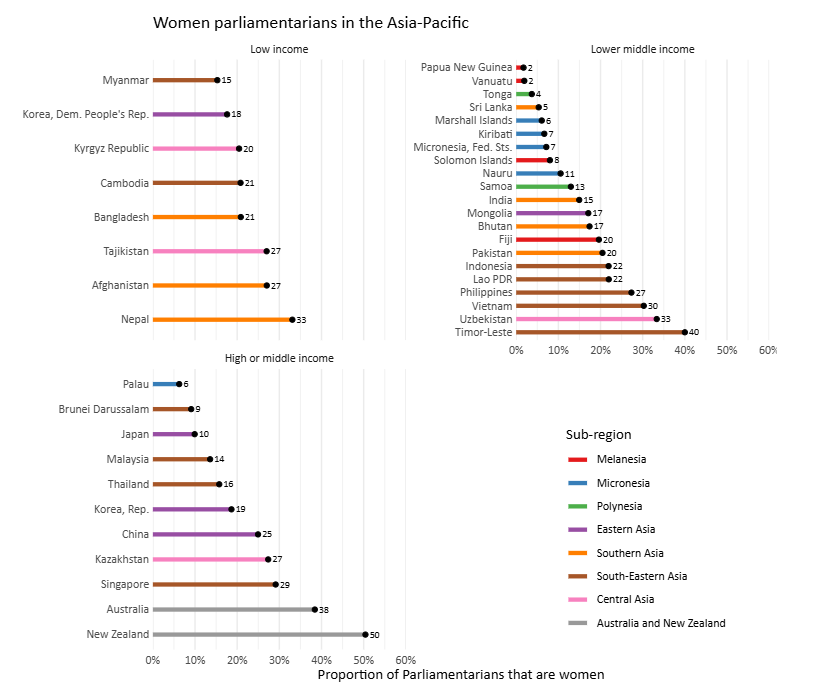 Women parliamentarians in the Asia-Pacific
Low income
Myanmar 15
Korea, Dem. People's Rep. 18
Kyrgyz Republic 20
Cambodia 21
Bangladesh 21
Tajikistan 27
Afghanistan 27
Nepal 33
Lower middle income
Papua New Guinea 2
Vanuatu 2
Tonga 4
Sri Lanka 5
Marshall Islands 6
Kiribati 7
Micronesia, Fed. Sts. 7
Solomon Islands 8
Nauru 11
Samoa 13
India 15
Mongolia 17
Bhutan 17
Fiji 20
Pakistan 20
Indonesia 22
Lao PDR 22
Philippines 27
Vietnam 30
Uzbekistan 33
Timor-Leste 40
0% 10% 20% 30% 40% 50% 60%
High or middle income
Palau 6
Brunei Darussalam 9
Japan 10
Malaysia 14
Thailand 16
Korea, Rep. 19
China 25
Kazakhstan 27
Singapore 29
Australia 38
New Zealand 50
0% 10% 20% 30% 40% 50% 60%
Proportion of Parliamentarians that are women
Sub-region
Melanesia
Micronesia
Polynesia
Eastern Asia
Southern Asia
South-Eastern Asia
Central Asia
Australia and New Zealand